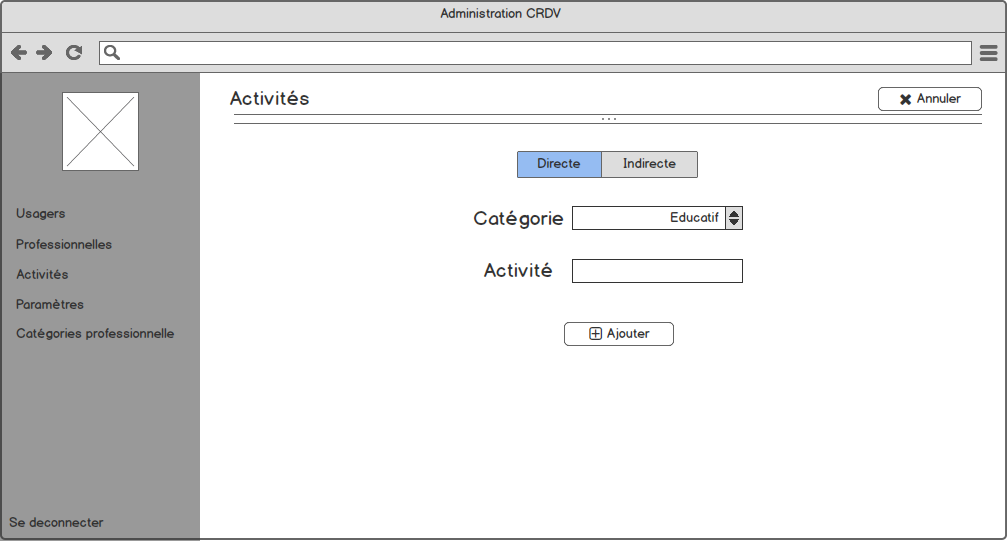 Administration CRDV
Activités
Annuler
...
Directe
Indirecte
Catégorie
Educatif
Activité
Ajouter
Usagers
Professionnelles
Activités
Paramètres
Catégories professionnelle
Se deconnecter